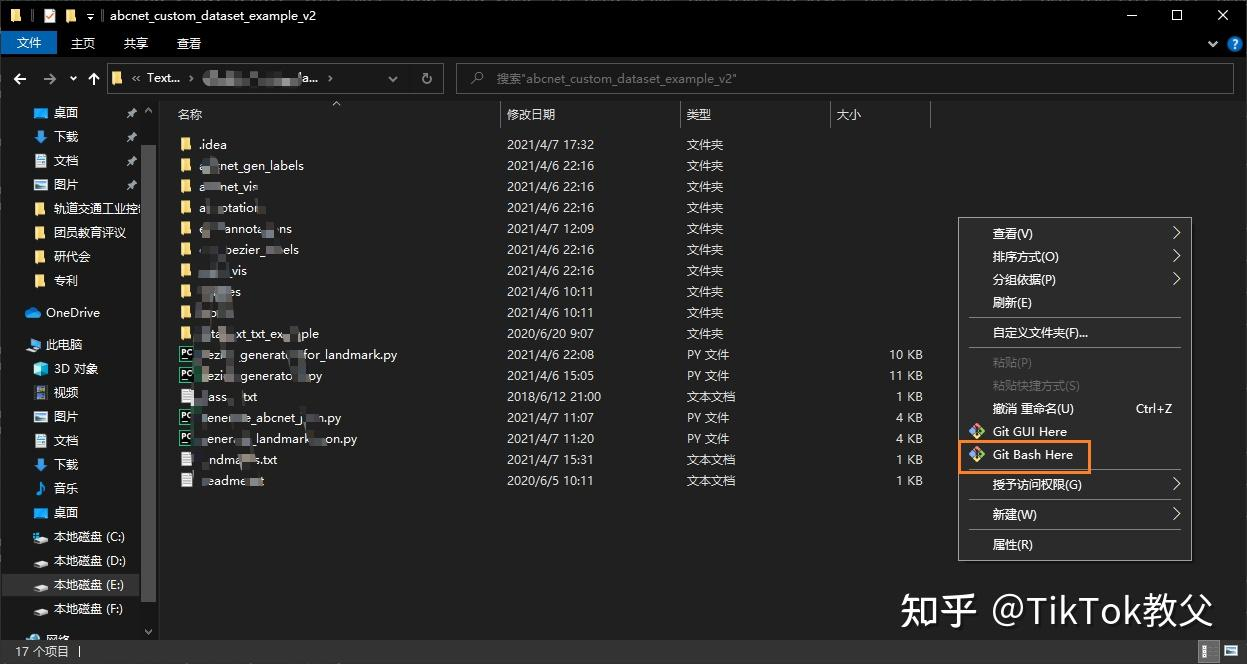 abcnet_custom_dataset_example_v2
文件 主页 共享 查看
« Text... › a... › 搜索"abcnet_custom_dataset_example_v2"
名称 修改日期 类型 大小
桌面
下载
文档
图片
轨道交通工业控
团员教育评议
研代会
专利
OneDrive
此电脑
3D 对象
视频
图片
文档
下载
音乐
桌面
本地磁盘 (C:)
本地磁盘 (D:)
本地磁盘 (E:)
本地磁盘 (F:)
网络
.idea 2021/4/7 17:32 文件夹
net_gen_labels 2021/4/6 22:16 文件夹
net_vis 2021/4/6 22:16 文件夹
2021/4/6 22:16 文件夹
2021/4/7 12:09 文件夹
2021/4/6 22:16 文件夹
_vis 2021/4/6 22:16 文件夹
2021/4/6 10:11 文件夹
2021/4/6 10:11 文件夹
2020/6/20 9:07 文件夹
for_landmark.py 2021/4/6 22:08 PY 文件 10 KB
2021/4/6 15:05 PY 文件 11 KB
2018/6/12 21:00 文本文档 1 KB
2021/4/7 11:07 PY 文件 4 KB
2021/4/7 11:20 PY 文件 4 KB
2021/4/7 15:31 文本文档 1 KB
2020/6/5 10:11 文本文档 1 KB
查看(V)
排序方式(O)
分组依据(P)
刷新(E)
自定义文件夹(F)...
粘贴(P)
粘贴快捷方式(S)
撤消 重命名(U) Ctrl+Z
Git GUI Here
Git Bash Here
授予访问权限(G)
新建(W)
属性(R)
知乎 @TikTok教父
17 个项目